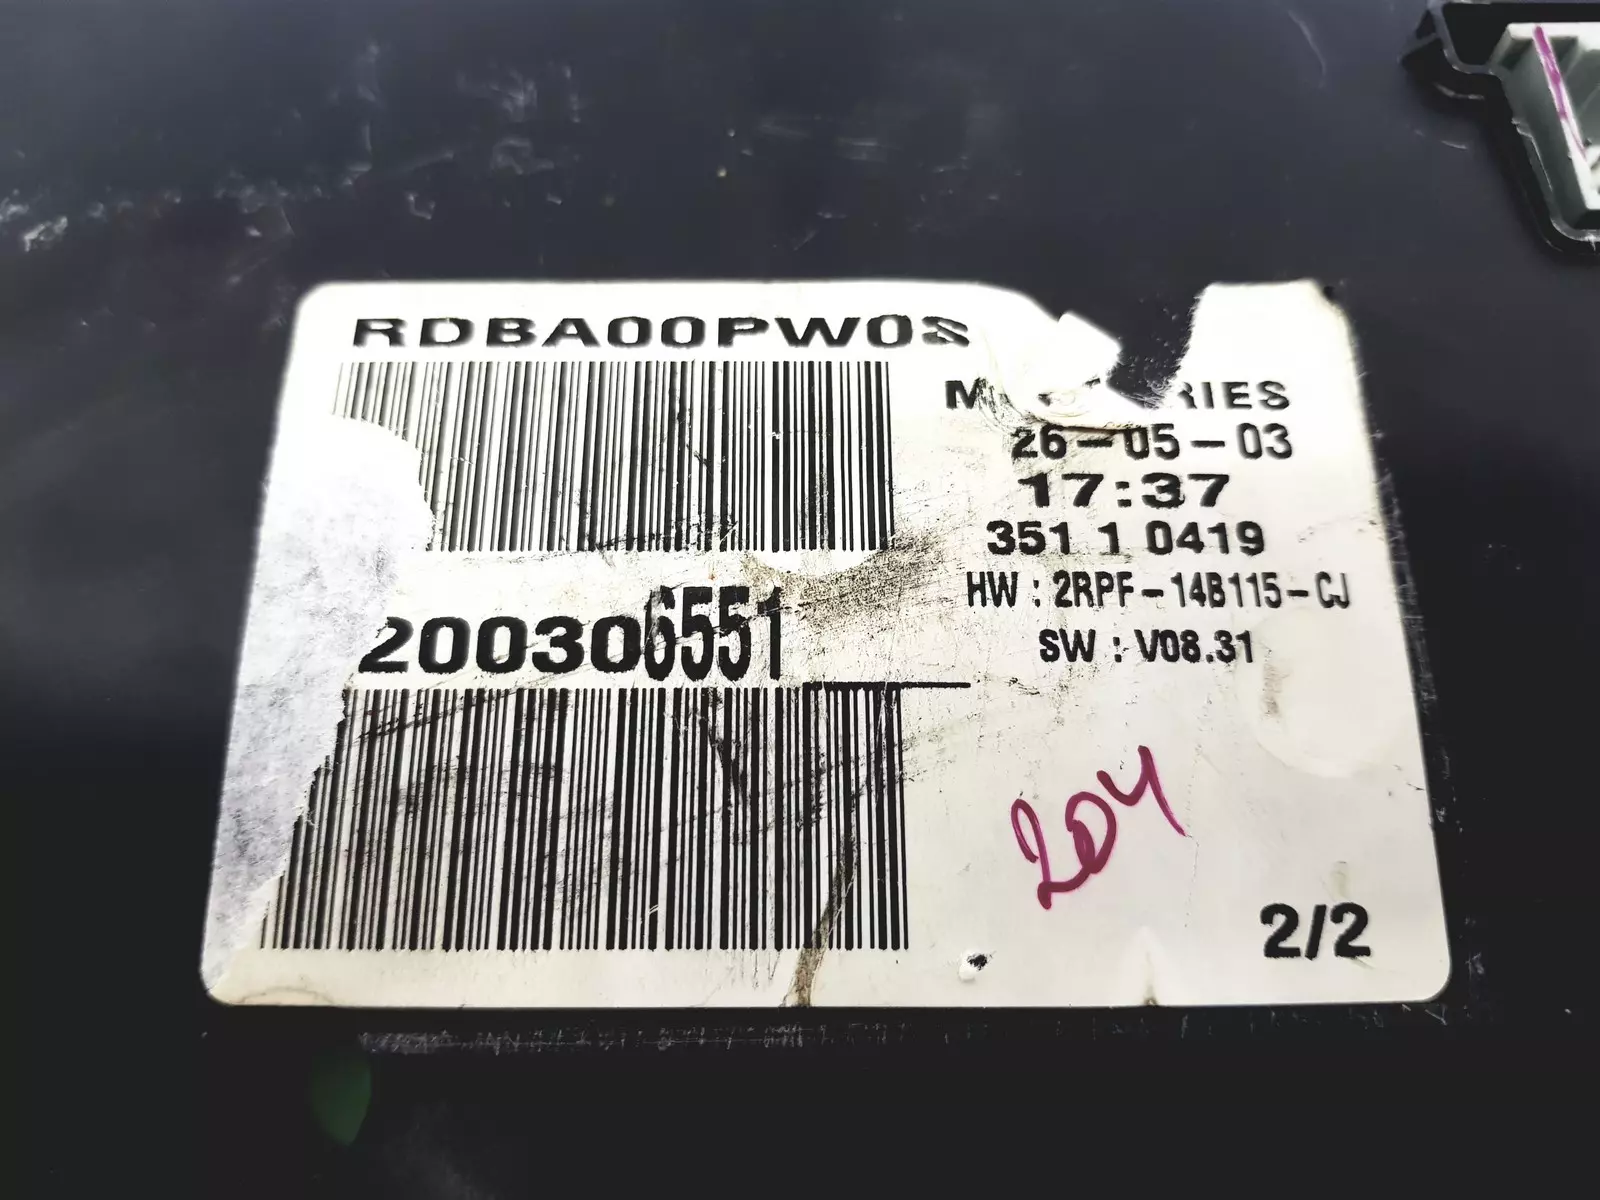 RDBA00PW08
26-05-03
17:37
351 1 0419
HW : 2RPF-14B115-CJ
SW : V08.31
200306551
204
2/2